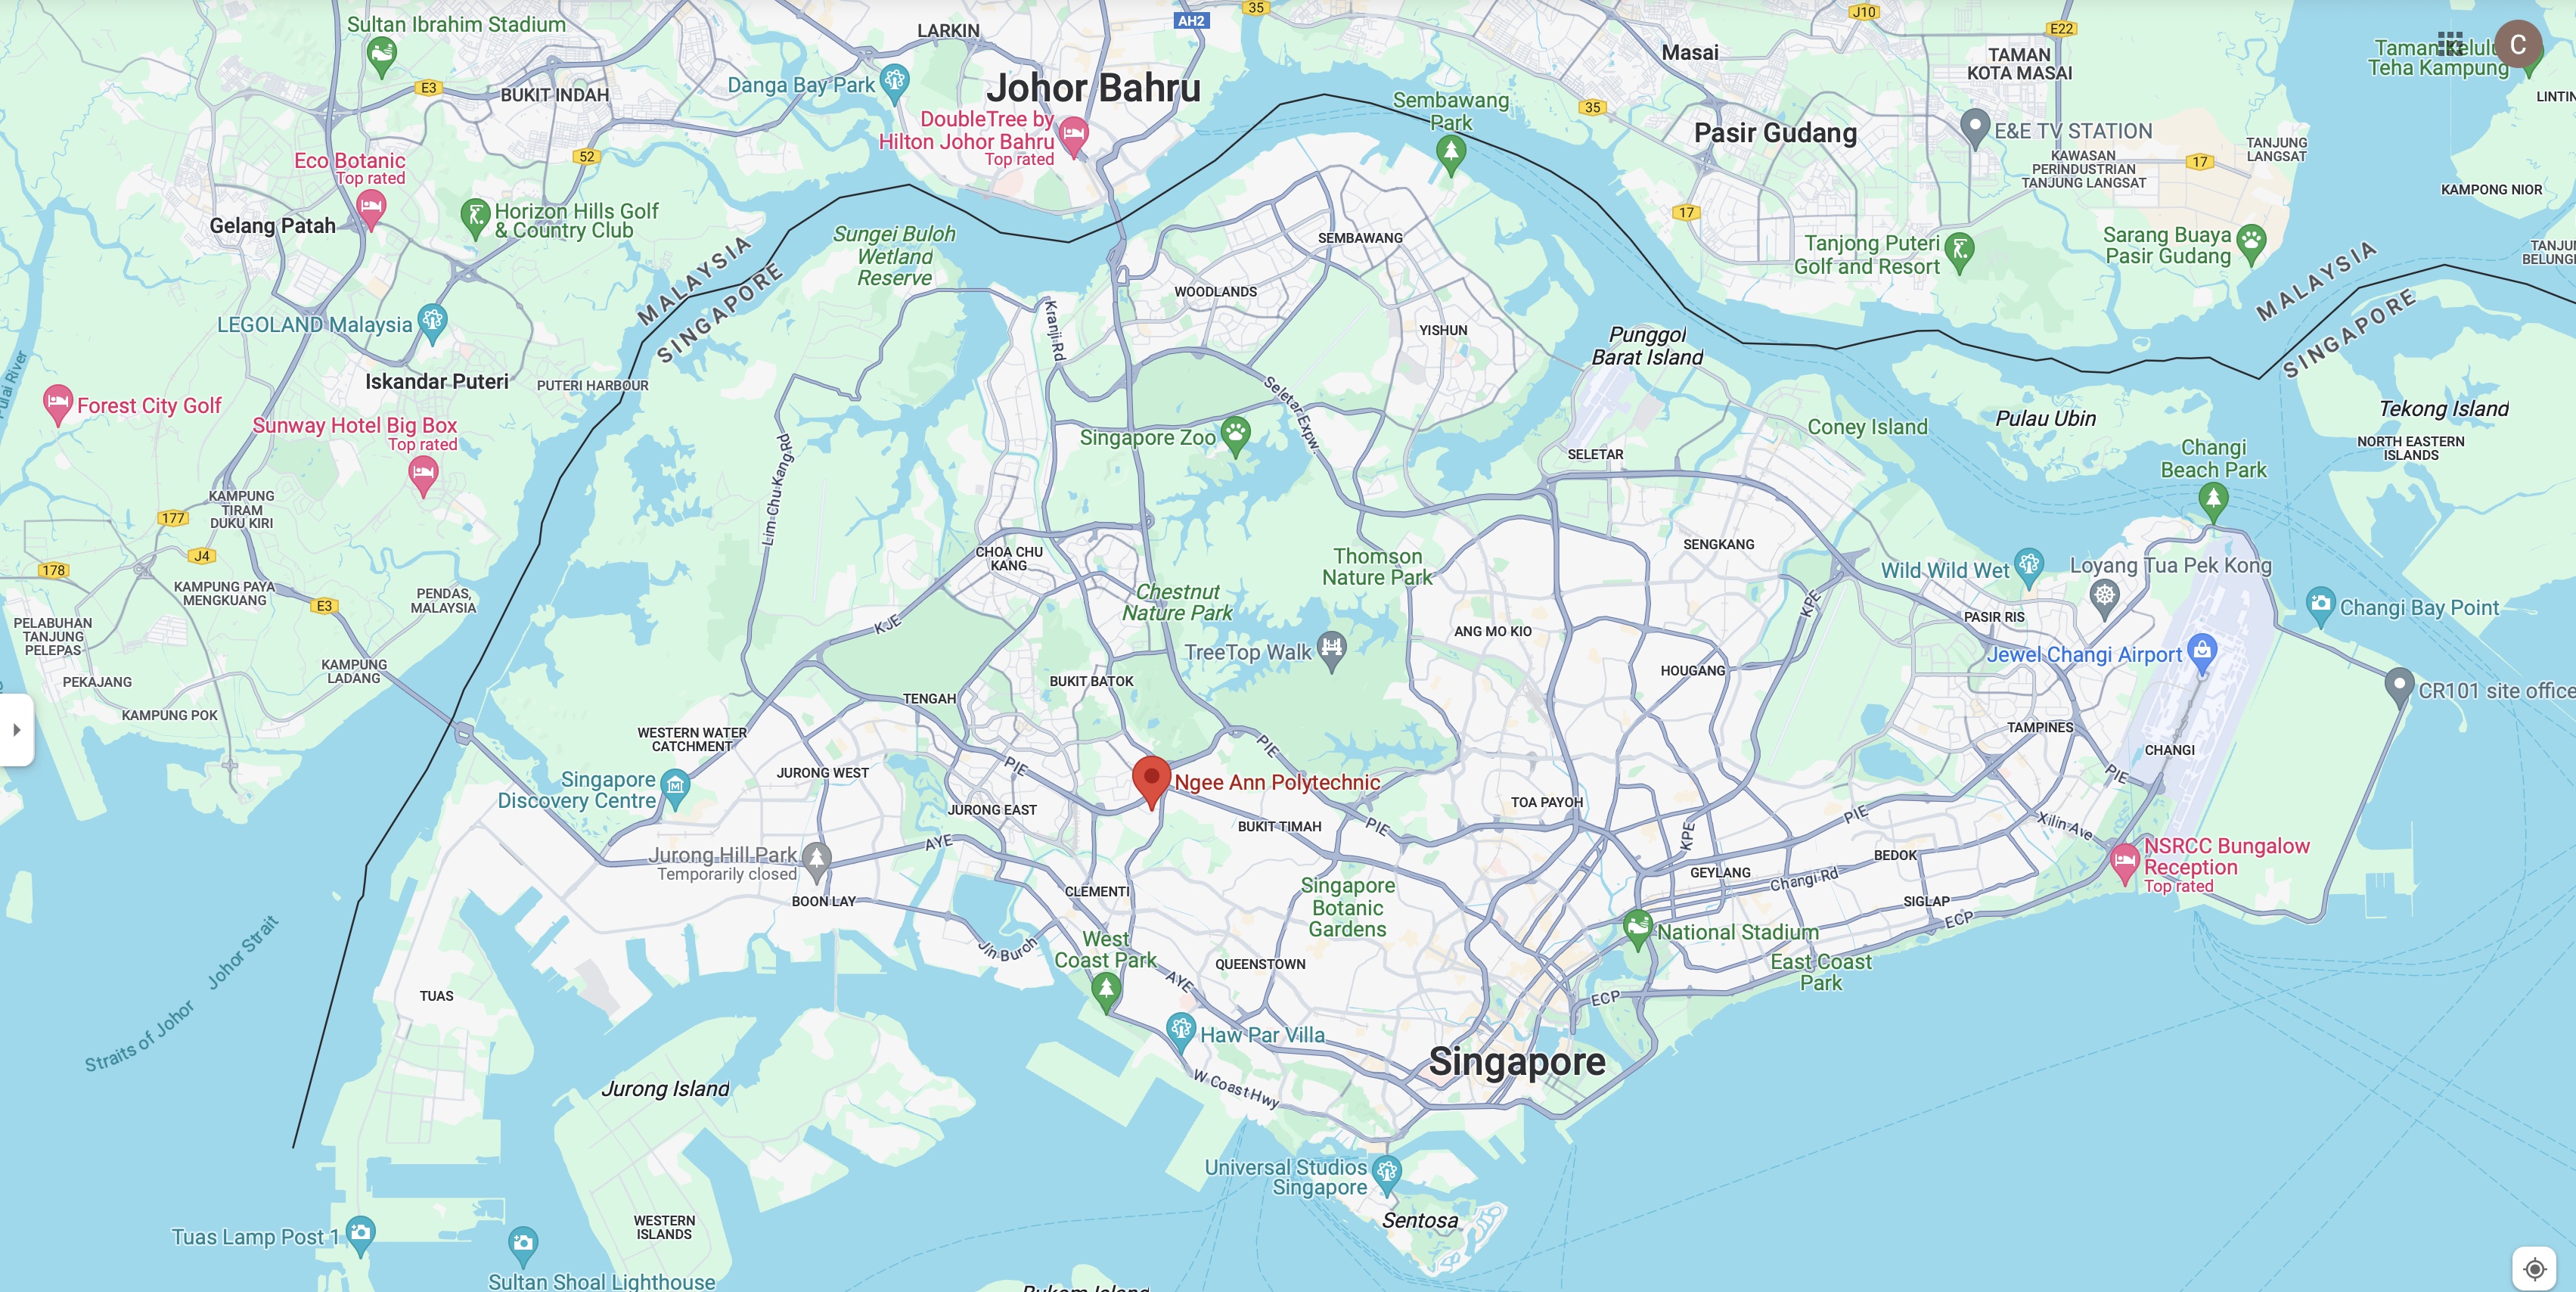 Sultan Ibrahim Stadium
LARKIN
AH2
35
J10
E22
Masai
TAMAN
KOTA MASAI
Teha Kampung
C
LINTIN
E3
BUKIT INDAH
Danga Bay Park
Johor Bahru
Sembawang
Park
35
DoubleTree by
Hilton Johor Bahru
Top rated
Pasir Gudang
E&E TV STATION
TANJUNG
LANGSAT
52
Eco Botanic
Top rated
KAWASAN
PERINDUSTRIAN
TANJUNG LANGSAT
17
KAMPONG NIOR
Gelang Patah
Horizon Hills Golf
& Country Club
MALAYSIA
SINGAPORE
Sungei Buloh
Wetland
Reserve
SEMBAWANG
17
Tanjong Puteri
Golf and Resort
Sarang Buaya
Pasir Gudang
MALAYSIA
SINGAPORE
TANJU
BELUNG
WOODLANDS
LEGOLAND Malaysia
Kranji Rd
YISHUN
Punggol
Barat Island
Iskandar Puteri
PUTERI HARBOUR
Pulai River
Forest City Golf
Sunway Hotel Big Box
Top rated
Seletar Expw.
Singapore Zoo
Lim Chu Kang Rd
SELETAR
Coney Island
Pulau Ubin
Tekong Island
NORTH EASTERN
ISLANDS
Changi
Beach Park
KAMPUNG
TIRAM
DUKU KIRI
177
J4
178
KAMPUNG PAYA
MENGKUANG
E3
PENDAS,
MALAYSIA
CHOA CHU
KANG
Thomson
Nature Park
SENGKANG
Wild Wild Wet
Loyang Tua Pek Kong
Changi Bay Point
PELABUHAN
TANJUNG
PELEPAS
Chestnut
Nature Park
KJE
KPE
PASIR RIS
ANG MO KIO
TreeTop Walk
HOUGANG
Jewel Changi Airport
CR101 site office
KAMPUNG
LADANG
PEKAJANG
KAMPUNG POK
BUKIT BATOK
TENGAH
WESTERN WATER
CATCHMENT
TAMPINES
CHANGI
PIE
PIE
PIE
JURONG WEST
Singapore
Discovery Centre
Ngee Ann Polytechnic
JURONG EAST
TOA PAYOH
BUKIT TIMAH
PIE
KPE
PIE
Xilin Ave
AYE
Jurong Hill Park
Temporarily closed
NSRCC Bungalow
Reception
Top rated
BEDOK
GEYLANG
Changi Rd
CLEMENTI
BOON LAY
Singapore
Botanic
Gardens
SIGLAP
ECP
National Stadium
Jln Buroh
West
Coast Park
QUEENSTOWN
East Coast
Park
AYE
ECP
Johor Strait
Straits of Johor
TUAS
Haw Par Villa
Singapore
W Coast Hwy
Jurong Island
Universal Studios
Singapore
Sentosa
WESTERN
ISLANDS
Tuas Lamp Post 1
Sultan Shoal Lighthouse